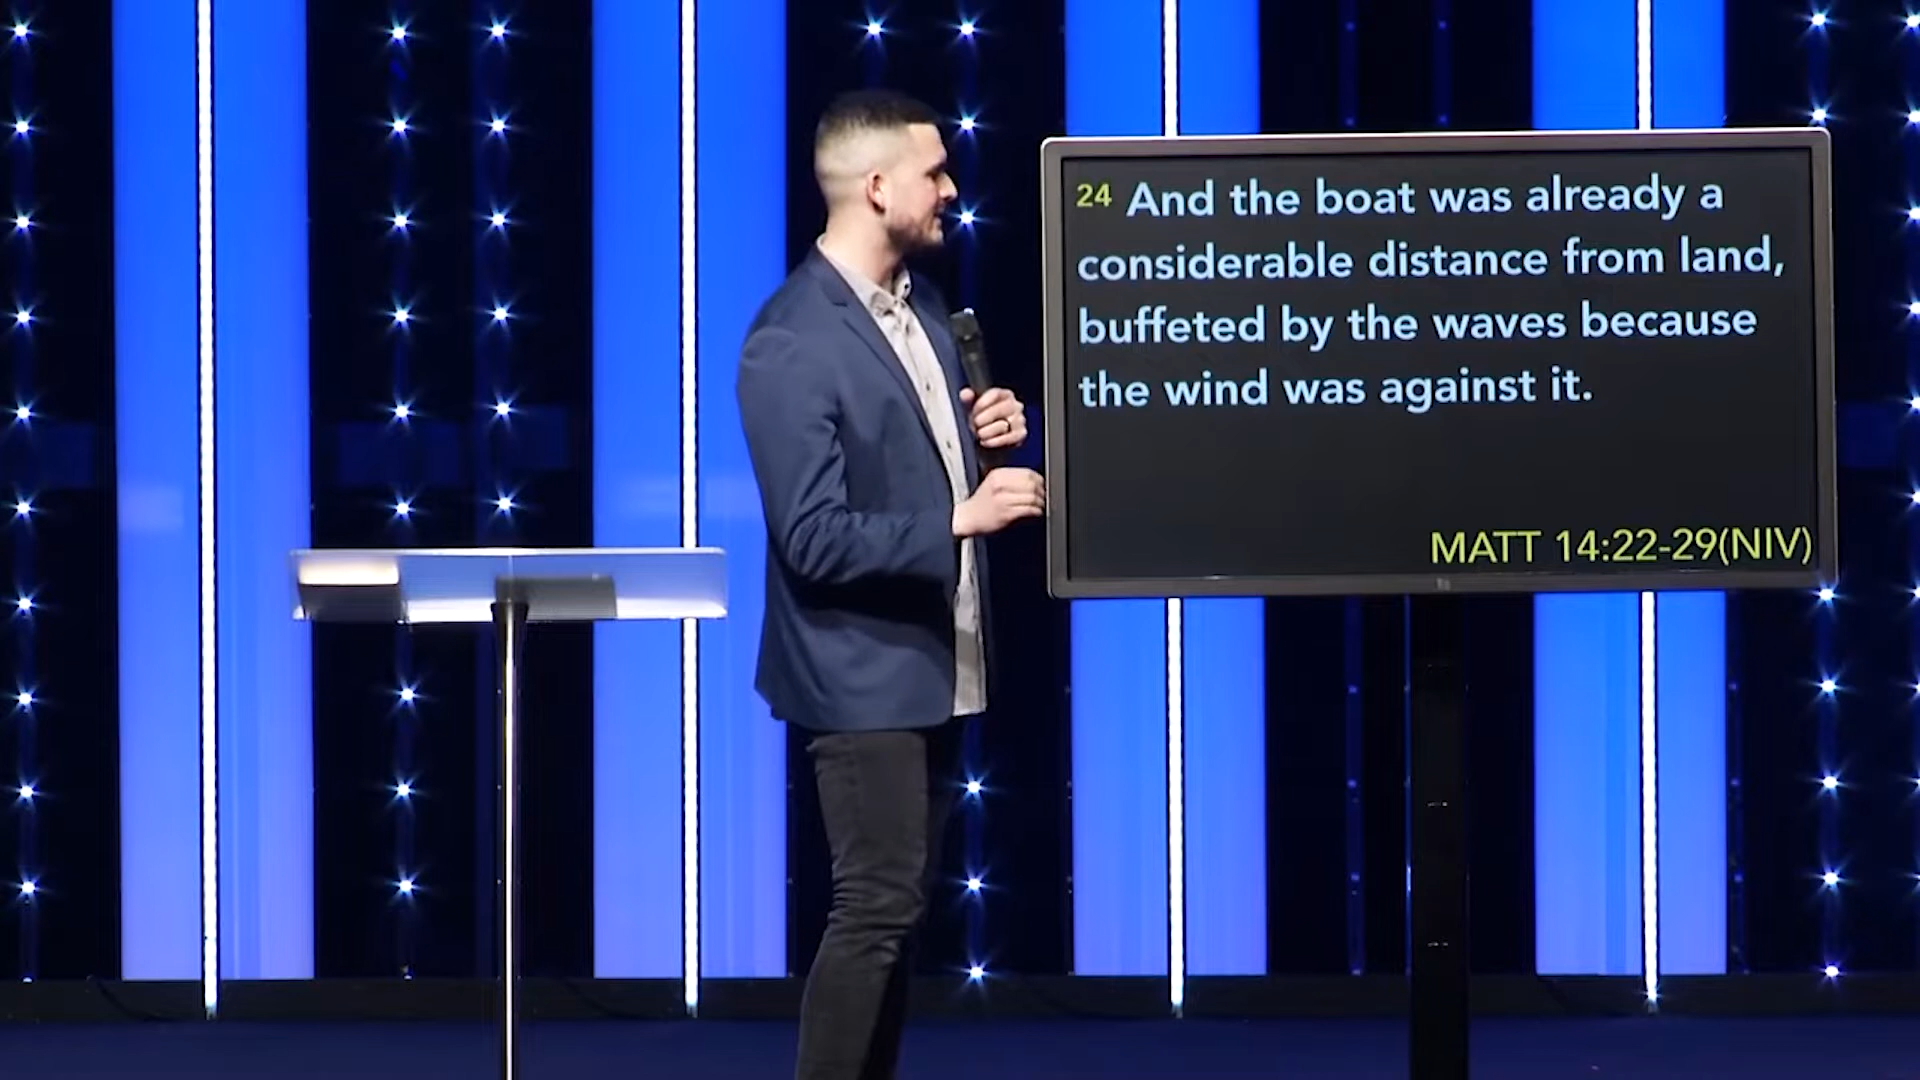 24 And the boat was already a
considerable distance from land,
buffeted by the waves because
the wind was against it.
MATT 14:22-29(NIV)